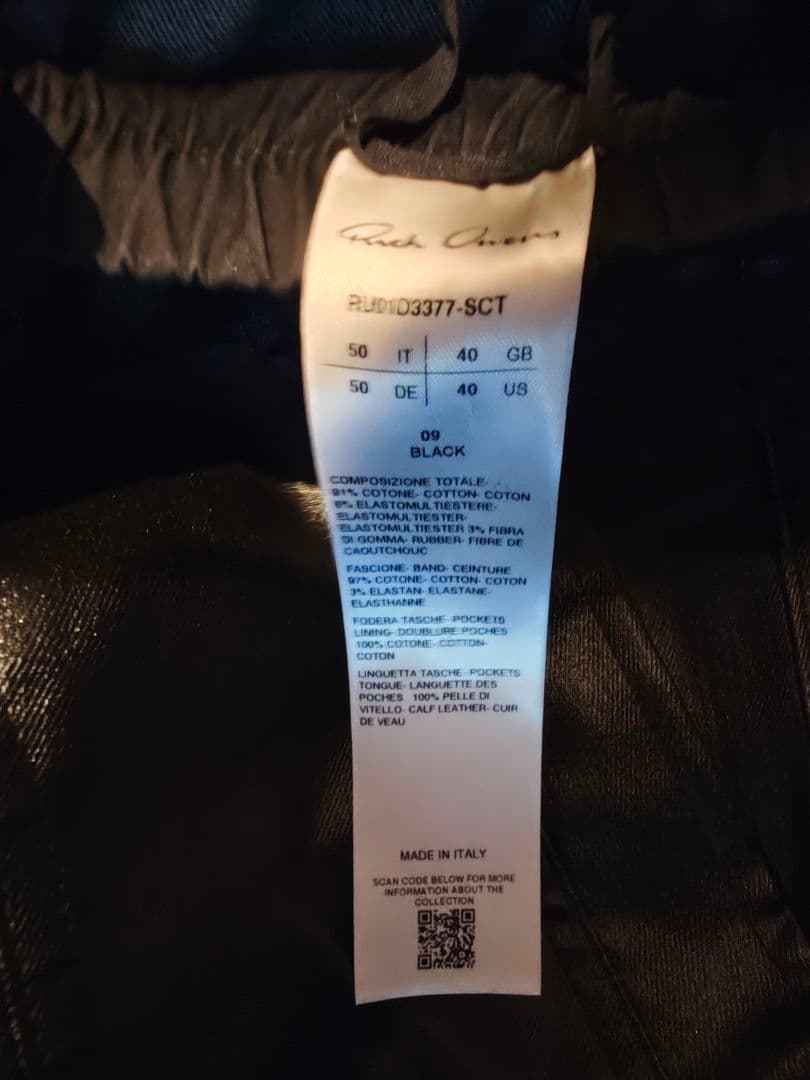 Rick Owens
RU01D3377-SCT
50 IT 40 GB
50 DE 40 US
09
BLACK
COMPOSIZIONE TOTALE-
91% COTONE- COTTON- COTON
6% ELASTOMULTIESTERE-
ELASTOMULTIESTER-
ELASTOMULTIESTER 3% FIBRA
DI GOMMA- RUBBER- FIBRE DE
CAOUTCHOUC
FASCIONE- BAND- CEINTURE
97% COTONE- COTTON- COTON
3% ELASTAN- ELASTANE-
ELASTHANNE
FODERA TASCHE- POCKETS
LINING- DOUBLURE POCHES
100% COTONE- COTTON-
COTON
LINGUETTA TASCHE- POCKETS
TONGUE- LANGUETTE DES
POCHES 100% PELLE DI
VITELLO- CALF LEATHER- CUIR
DE VEAU
MADE IN ITALY
SCAN CODE BELOW FOR MORE
INFORMATION ABOUT THE
COLLECTION